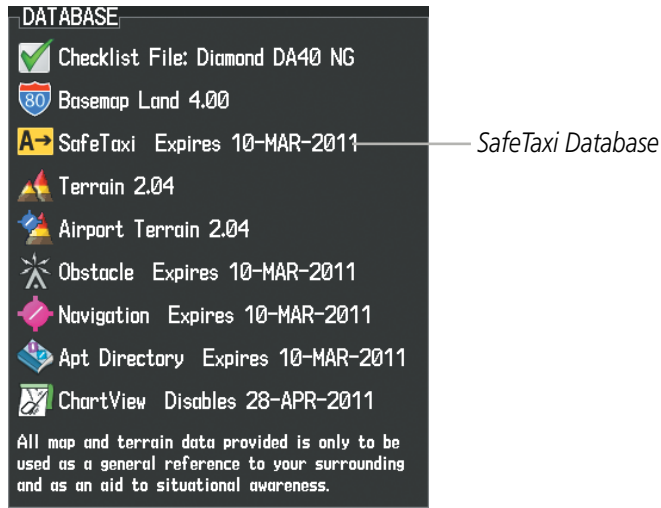 DATABASE
Checklist File: Diamond DA40 NG
80 Basemap Land 4.00
A→ SafeTaxi Expires 10-MAR-2011
SafeTaxi Database
Terrain 2.04
Airport Terrain 2.04
Obstacle Expires 10-MAR-2011
Navigation Expires 10-MAR-2011
Apt Directory Expires 10-MAR-2011
ChartView Disables 28-APR-2011
All map and terrain data provided is only to be
used as a general reference to your surrounding
and as an aid to situational awareness.